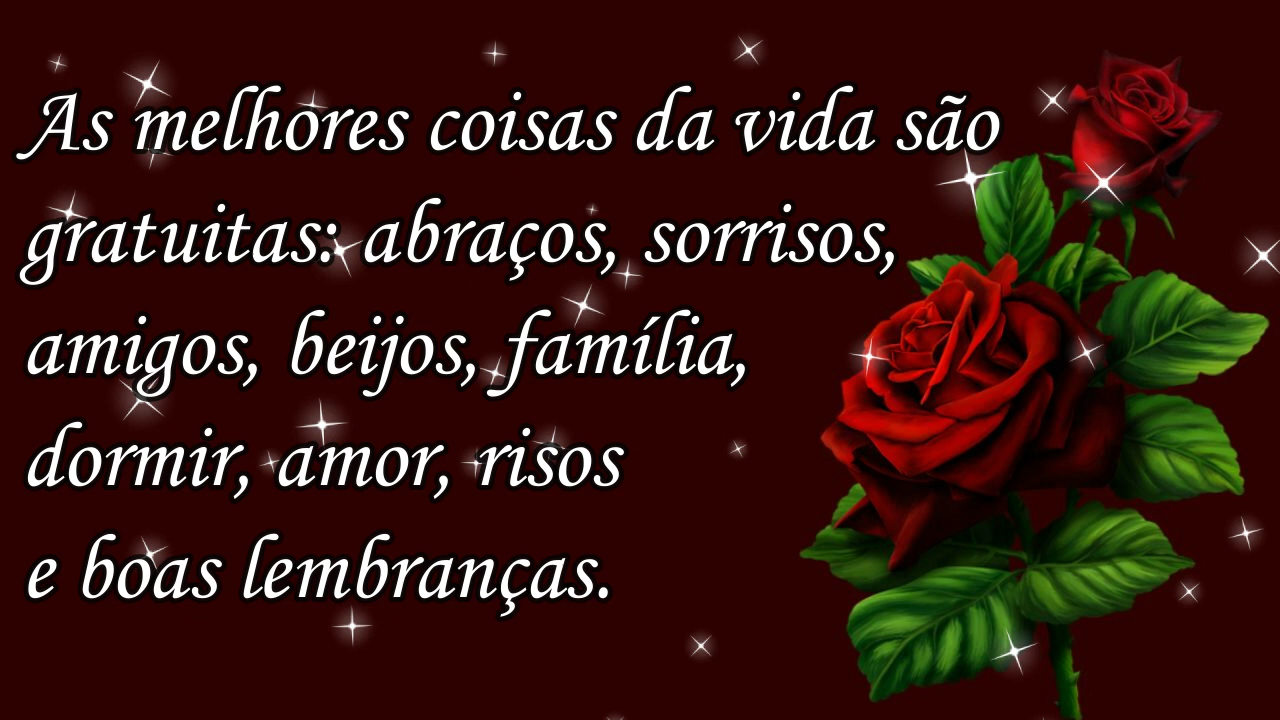 As melhores coisas da vida são
gratuitas: abraços, sorrisos,
amigos, beijos, família,
dormir, amor, risos
e boas lembranças.